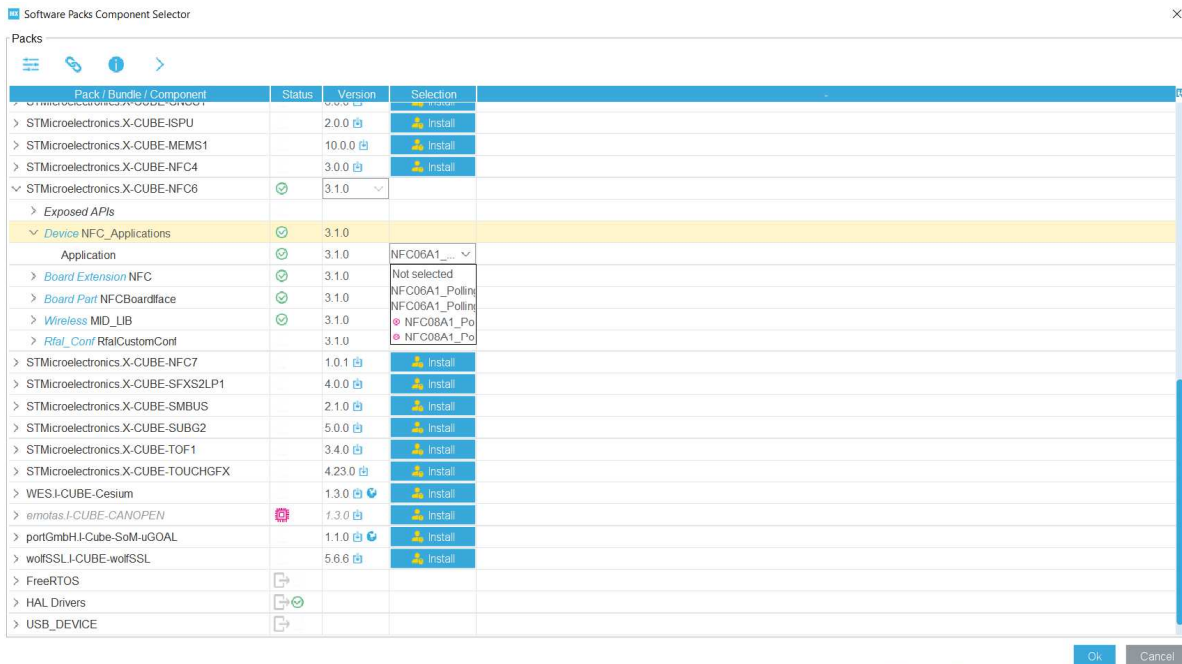 MX Software Packs Component Selector
Packs
Pack / Bundle / Component Status Version Selection
STMicroelectronics.X-CUBE-ISPU 2.0.0 Install
STMicroelectronics.X-CUBE-MEMS1 10.0.0 Install
STMicroelectronics.X-CUBE-NFC4 3.0.0 Install
STMicroelectronics.X-CUBE-NFC6 3.1.0
Exposed APIs
Device NFC_Applications 3.1.0
Application 3.1.0 NFC06A1_...
Board Extension NFC 3.1.0 Not selected
Board Part NFCBoardIface 3.1.0 NFC06A1_Polling
NFC06A1_Polling
Wireless MID_LIB 3.1.0 NFC08A1_Po
Rfal_Conf RfalCustomConf 3.1.0 NFC08A1_Po
STMicroelectronics.X-CUBE-NFC7 1.0.1 Install
STMicroelectronics.X-CUBE-SFXS2LP1 4.0.0 Install
STMicroelectronics.X-CUBE-SMBUS 2.1.0 Install
STMicroelectronics.X-CUBE-SUBG2 5.0.0 Install
STMicroelectronics.X-CUBE-TOF1 3.4.0 Install
STMicroelectronics.X-CUBE-TOUCHGFX 4.23.0 Install
WES.I-CUBE-Cesium 1.3.0 Install
emotas.I-CUBE-CANOPEN 1.3.0 Install
portGmbH.I-Cube-SoM-uGOAL 1.1.0 Install
wolfSSL.I-CUBE-wolfSSL 5.6.6 Install
FreeRTOS
HAL Drivers
USB_DEVICE
Ok Cancel